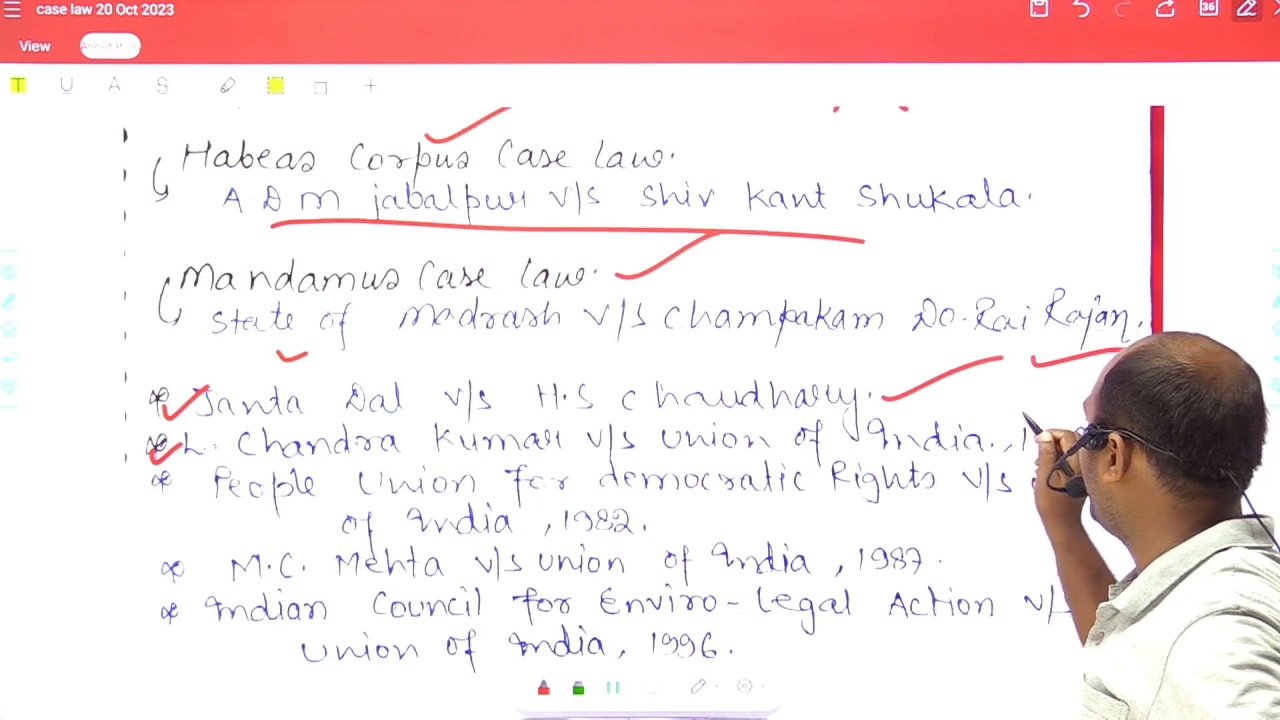 case law 20 Oct 2023
36
View
Annotation
T U A S
Habeas Corpus Case law.
A D M jabalpur v/s Shiv kant Shukala.
Mandamus Case law.
State of Madrash v/s Champakam Do-Rai Rajan.
Janta Dal v/s H.S Chaudhary.
L. Chandra Kumar v/s Union of India.,
People Union for democratic Rights v/s
of India, 1982.
M.C. Mehta v/s Union of India, 1987.
Indian Council for Enviro-Legal Action v/s
Union of India, 1996.